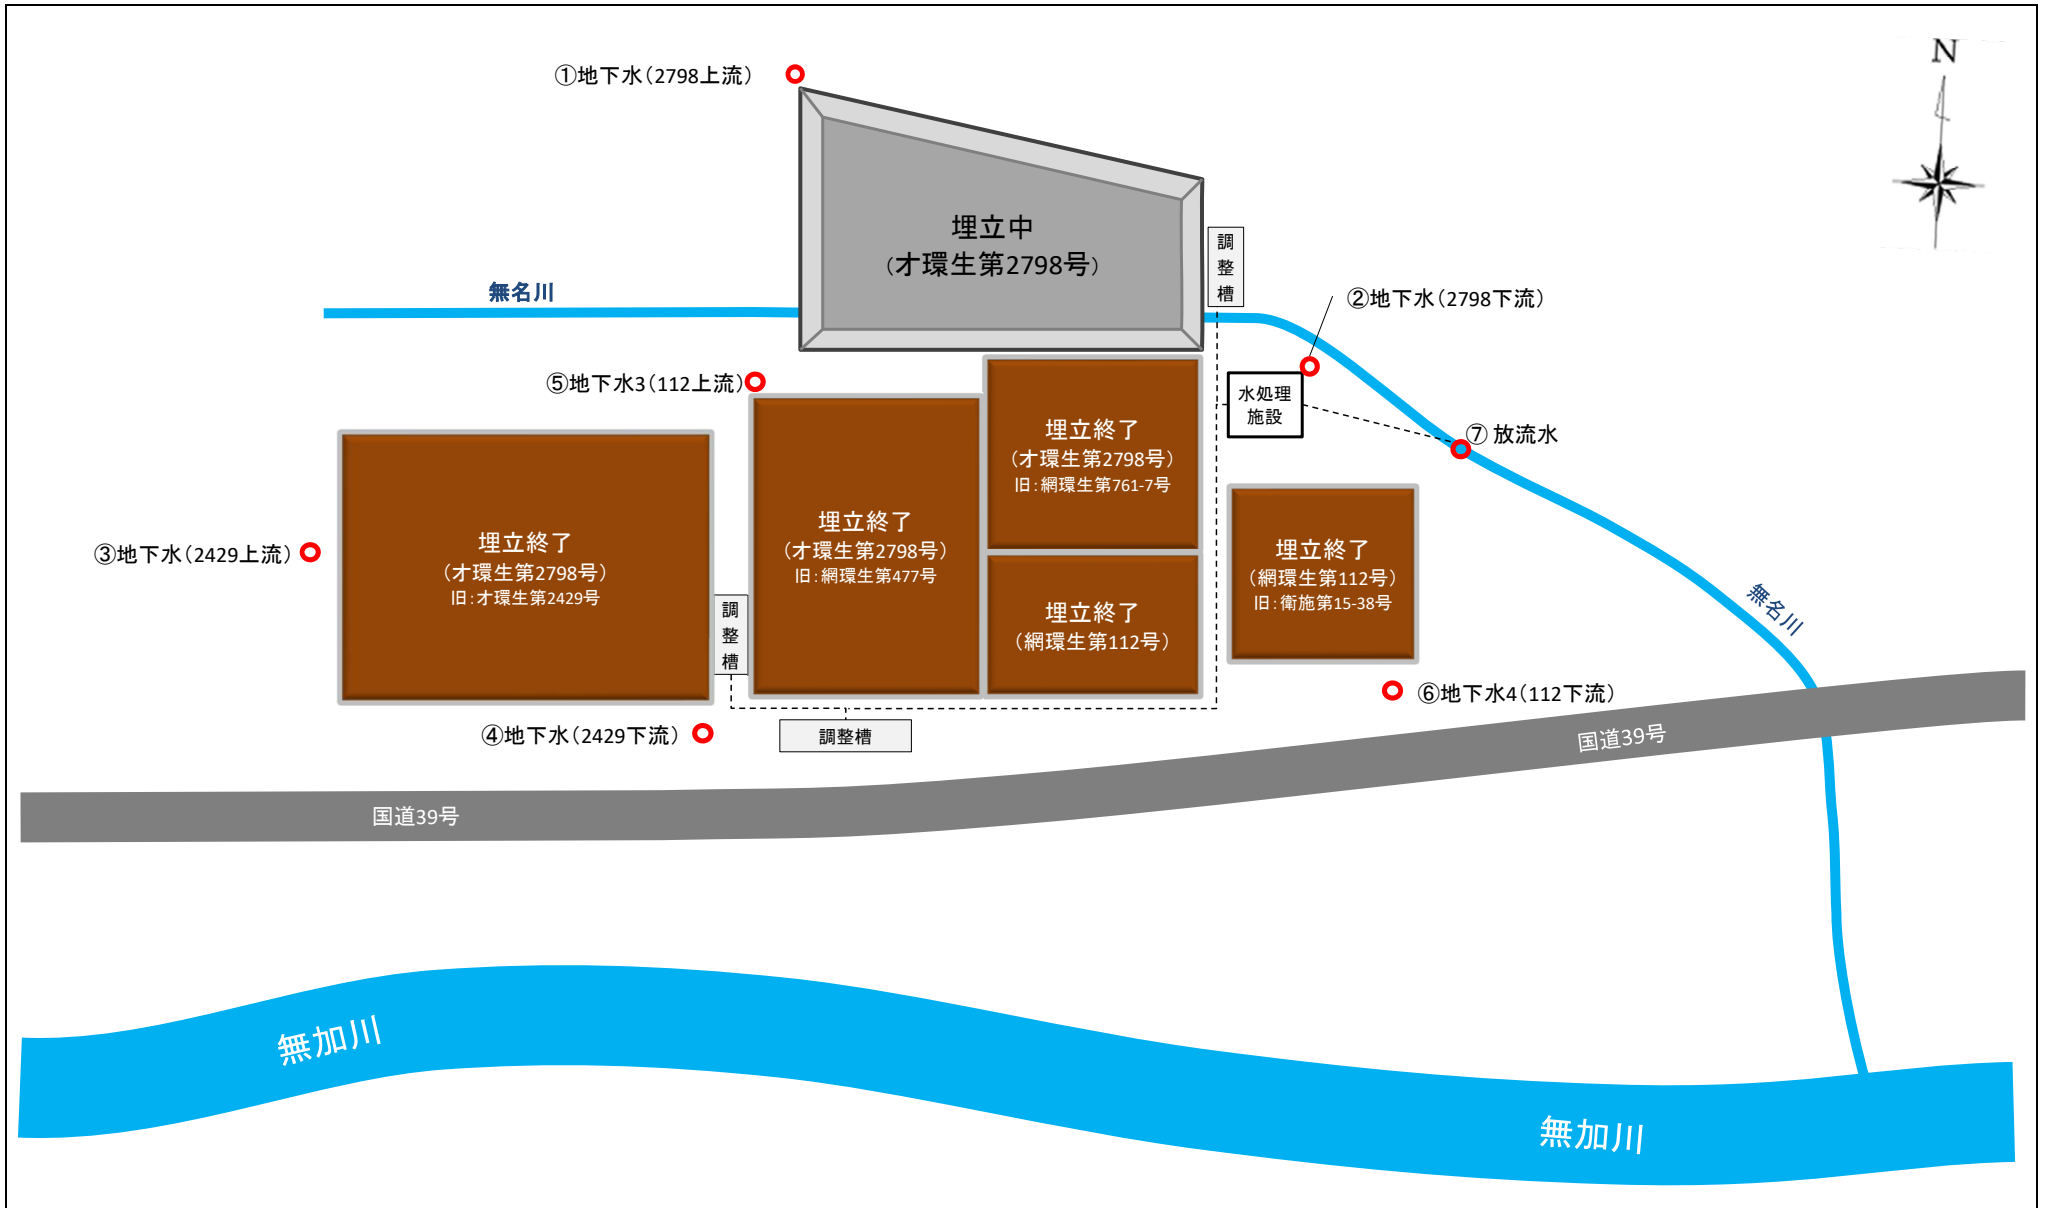 N
①地下水(2798上流)
埋立中
(オ環生第2798号)
調
整
槽
無名川
②地下水(2798下流)
⑤地下水3(112上流)
水処理
施設
⑦ 放流水
埋立終了
(オ環生第2798号)
旧:網環生第761-7号
埋立終了
(オ環生第2798号)
旧:網環生第477号
埋立終了
(オ環生第2798号)
旧:オ環生第2429号
③地下水(2429上流)
埋立終了
(網環生第112号)
旧:衛施第15-38号
埋立終了
(網環生第112号)
調
整
槽
無名川
⑥地下水4(112下流)
④地下水(2429下流)
調整槽
国道39号
国道39号
無加川
無加川